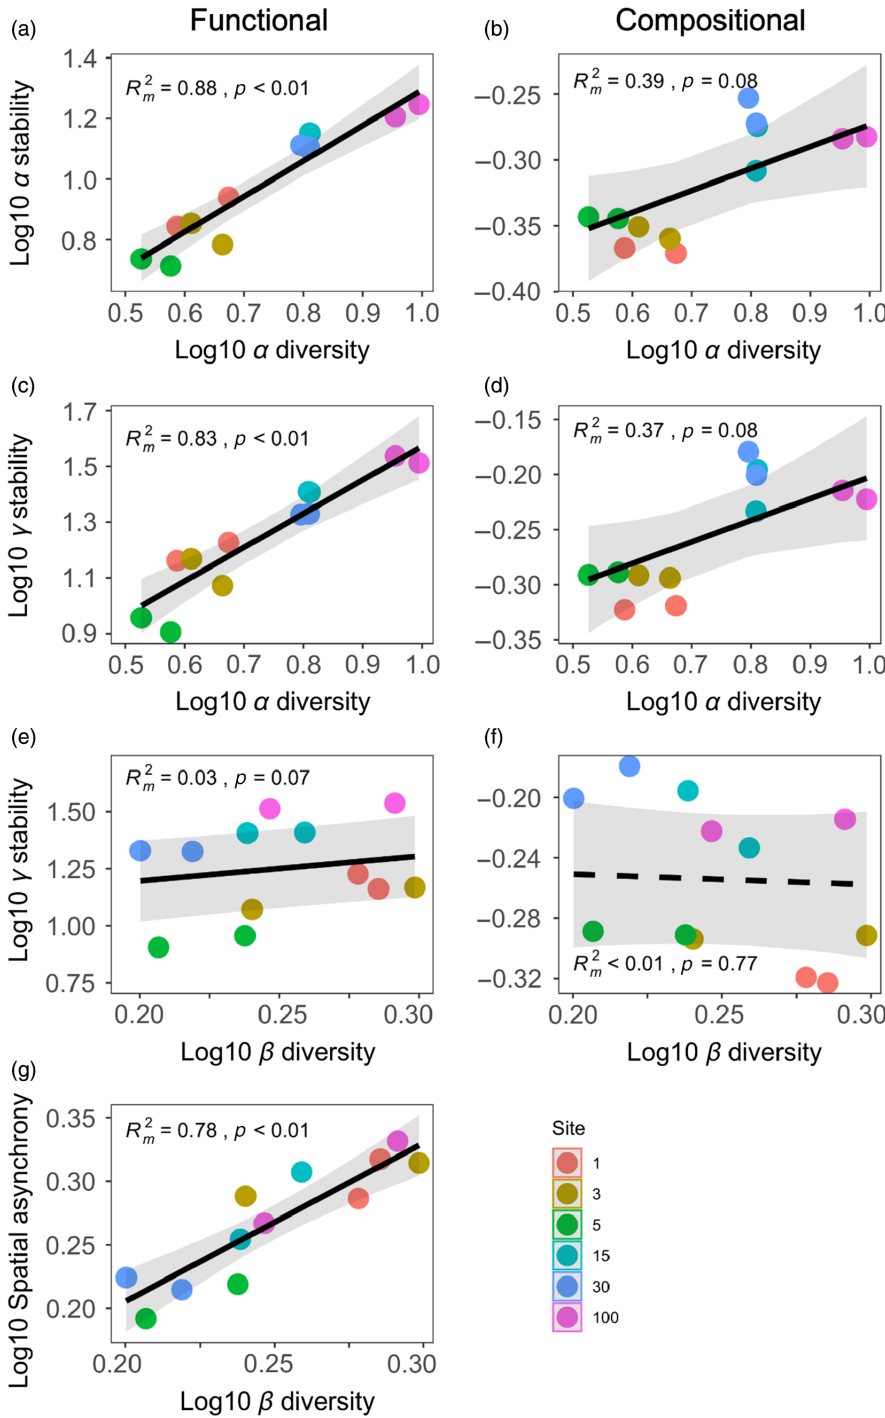 Functional
Compositional
(a)
R²ₘ = 0.88 , p < 0.01
Log10 α stability
1.4
1.2
1.0
0.8
0.5 0.6 0.7 0.8 0.9 1.0
Log10 α diversity
(b)
R²ₘ = 0.39 , p = 0.08
−0.25
−0.30
−0.35
−0.40
0.5 0.6 0.7 0.8 0.9 1.0
Log10 α diversity
(c)
R²ₘ = 0.83 , p < 0.01
Log10 γ stability
1.7
1.5
1.3
1.1
0.9
0.5 0.6 0.7 0.8 0.9 1.0
Log10 α diversity
(d)
R²ₘ = 0.37 , p = 0.08
−0.15
−0.20
−0.25
−0.30
−0.35
0.5 0.6 0.7 0.8 0.9 1.0
Log10 α diversity
(e)
R²ₘ = 0.03 , p = 0.07
Log10 γ stability
1.50
1.25
1.00
0.75
0.20 0.25 0.30
Log10 β diversity
(f)
−0.20
−0.24
−0.28
−0.32
R²ₘ < 0.01 , p = 0.77
0.20 0.25 0.30
Log10 β diversity
(g)
R²ₘ = 0.78 , p < 0.01
Log10 Spatial asynchrony
0.35
0.30
0.25
0.20
0.20 0.25 0.30
Log10 β diversity
Site
1
3
5
15
30
100